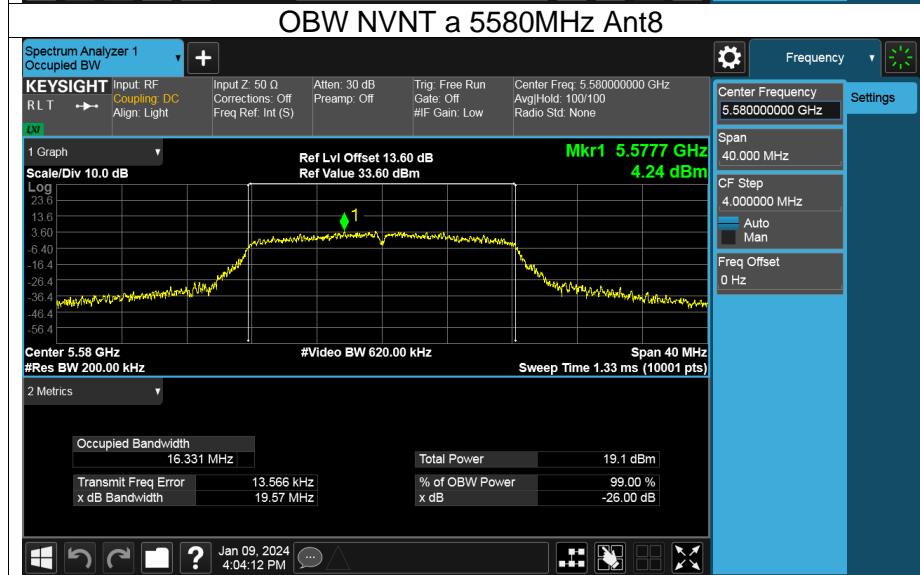 OBW NVNT a 5580MHz Ant8
Spectrum Analyzer 1
Occupied BW
+
Frequency
KEYSIGHT
R L T
LXI
Input: RF
Coupling: DC
Align: Light
Input Z: 50 Ω
Corrections: Off
Freq Ref: Int (S)
Atten: 30 dB
Preamp: Off
Trig: Free Run
Gate: Off
#IF Gain: Low
Center Freq: 5.580000000 GHz
Avg|Hold: 100/100
Radio Std: None
Center Frequency
5.580000000 GHz
Settings
Span
40.000 MHz
CF Step
4.000000 MHz
Auto
Man
Freq Offset
0 Hz
1 Graph
Scale/Div 10.0 dB
Ref Lvl Offset 13.60 dB
Ref Value 33.60 dBm
Mkr1 5.5777 GHz
4.24 dBm
Log
23.6
13.6
3.60
-6.40
-16.4
-26.4
-36.4
-46.4
-56.4
1
Center 5.58 GHz
#Video BW 620.00 kHz
Span 40 MHz
#Res BW 200.00 kHz
Sweep Time 1.33 ms (10001 pts)
2 Metrics
Occupied Bandwidth
16.331 MHz
Total Power 19.1 dBm
Transmit Freq Error 13.566 kHz
% of OBW Power 99.00 %
x dB Bandwidth 19.57 MHz
x dB -26.00 dB
?
Jan 09, 2024
4:04:12 PM